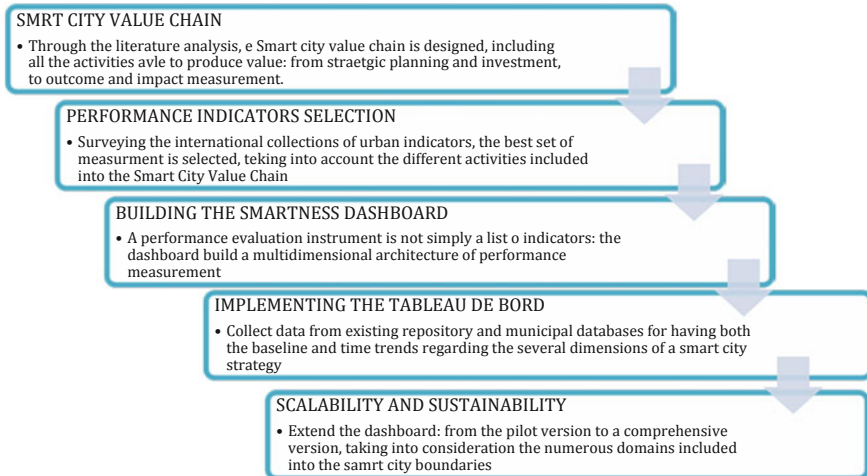 SMRT CITY VALUE CHAIN
• Through the literature analysis, e Smart city value chain is designed, including
all the activities avle to produce value: from straetgic planning and investment,
to outcome and impact measurement.
PERFORMANCE INDICATORS SELECTION
• Surveying the international collections of urban indicators, the best set of
measurment is selected, teking into account the different activities included
into the Smart City Value Chain
BUILDING THE SMARTNESS DASHBOARD
• A performance evaluation instrument is not simply a list o indicators: the
dashboard build a multidimensional architecture of performance
measurement
IMPLEMENTING THE TABLEAU DE BORD
• Collect data from existing repository and municipal databases for having both
the baseline and time trends regarding the several dimensions of a smart city
strategy
SCALABILITY AND SUSTAINABILITY
• Extend the dashboard: from the pilot version to a comprehensive
version, taking into consideration the numerous domains included
into the samrt city boundaries